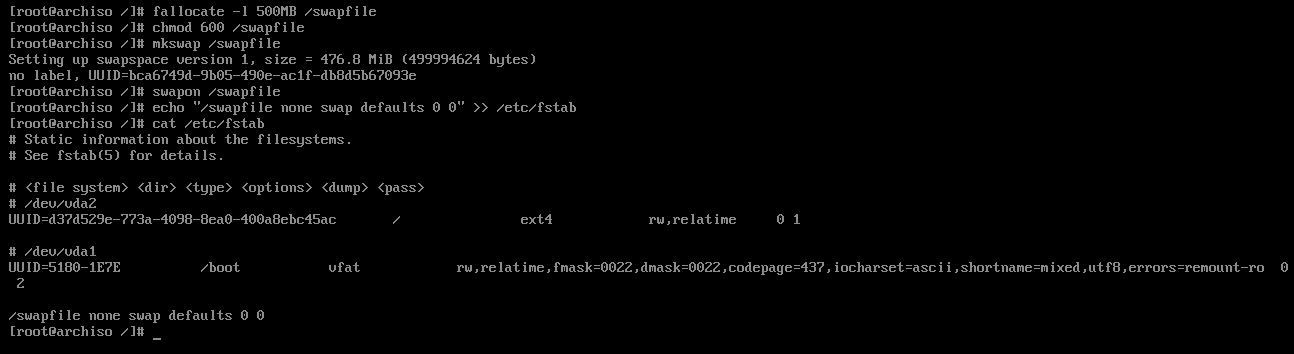 [root@archiso /]# fallocate -l 500MB /swapfile
[root@archiso /]# chmod 600 /swapfile
[root@archiso /]# mkswap /swapfile
Setting up swapspace version 1, size = 476.8 MiB (499994624 bytes)
no label, UUID=bca6749d-9b05-490e-ac1f-db8d5b67093e
[root@archiso /]# swapon /swapfile
[root@archiso /]# echo "/swapfile none swap defaults 0 0" >> /etc/fstab
[root@archiso /]# cat /etc/fstab
# Static information about the filesystems.
# See fstab(5) for details.

# <file system> <dir> <type> <options> <dump> <pass>
# /dev/vda2
UUID=d37d529e-773a-4098-8ea0-400a8ebc45ac       /               ext4            rw,relatime     0 1

# /dev/vda1
UUID=5180-1E7E          /boot           vfat            rw,relatime,fmask=0022,dmask=0022,codepage=437,iocharset=ascii,shortname=mixed,utf8,errors=remount-ro  0
 2

/swapfile none swap defaults 0 0
[root@archiso /]# _